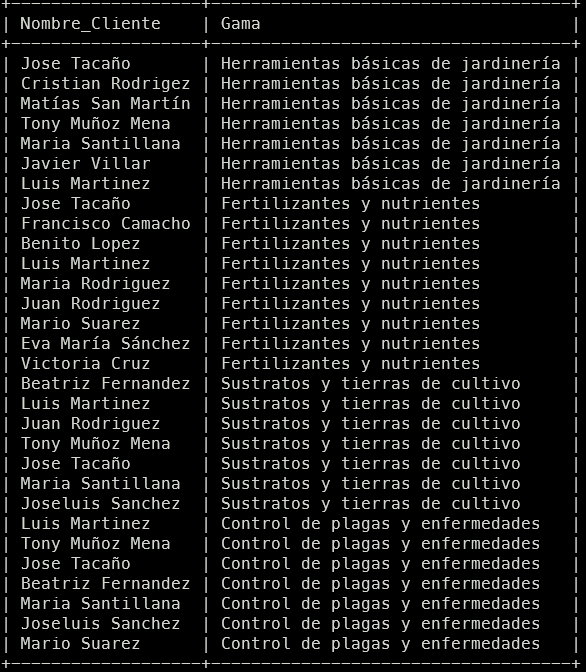 +--------------------+------------------------------------+
| Nombre_Cliente | Gama |
+--------------------+------------------------------------+
| Jose Tacaño | Herramientas básicas de jardinería |
| Cristian Rodrigez | Herramientas básicas de jardinería |
| Matías San Martín | Herramientas básicas de jardinería |
| Tony Muñoz Mena | Herramientas básicas de jardinería |
| Maria Santillana | Herramientas básicas de jardinería |
| Javier Villar | Herramientas básicas de jardinería |
| Luis Martinez | Herramientas básicas de jardinería |
| Jose Tacaño | Fertilizantes y nutrientes |
| Francisco Camacho | Fertilizantes y nutrientes |
| Benito Lopez | Fertilizantes y nutrientes |
| Luis Martinez | Fertilizantes y nutrientes |
| Maria Rodriguez | Fertilizantes y nutrientes |
| Juan Rodriguez | Fertilizantes y nutrientes |
| Mario Suarez | Fertilizantes y nutrientes |
| Eva María Sánchez | Fertilizantes y nutrientes |
| Victoria Cruz | Fertilizantes y nutrientes |
| Beatriz Fernandez | Sustratos y tierras de cultivo |
| Luis Martinez | Sustratos y tierras de cultivo |
| Juan Rodriguez | Sustratos y tierras de cultivo |
| Tony Muñoz Mena | Sustratos y tierras de cultivo |
| Jose Tacaño | Sustratos y tierras de cultivo |
| Maria Santillana | Sustratos y tierras de cultivo |
| Joseluis Sanchez | Sustratos y tierras de cultivo |
| Luis Martinez | Control de plagas y enfermedades |
| Tony Muñoz Mena | Control de plagas y enfermedades |
| Jose Tacaño | Control de plagas y enfermedades |
| Beatriz Fernandez | Control de plagas y enfermedades |
| Maria Santillana | Control de plagas y enfermedades |
| Joseluis Sanchez | Control de plagas y enfermedades |
| Mario Suarez | Control de plagas y enfermedades |
+--------------------+------------------------------------+